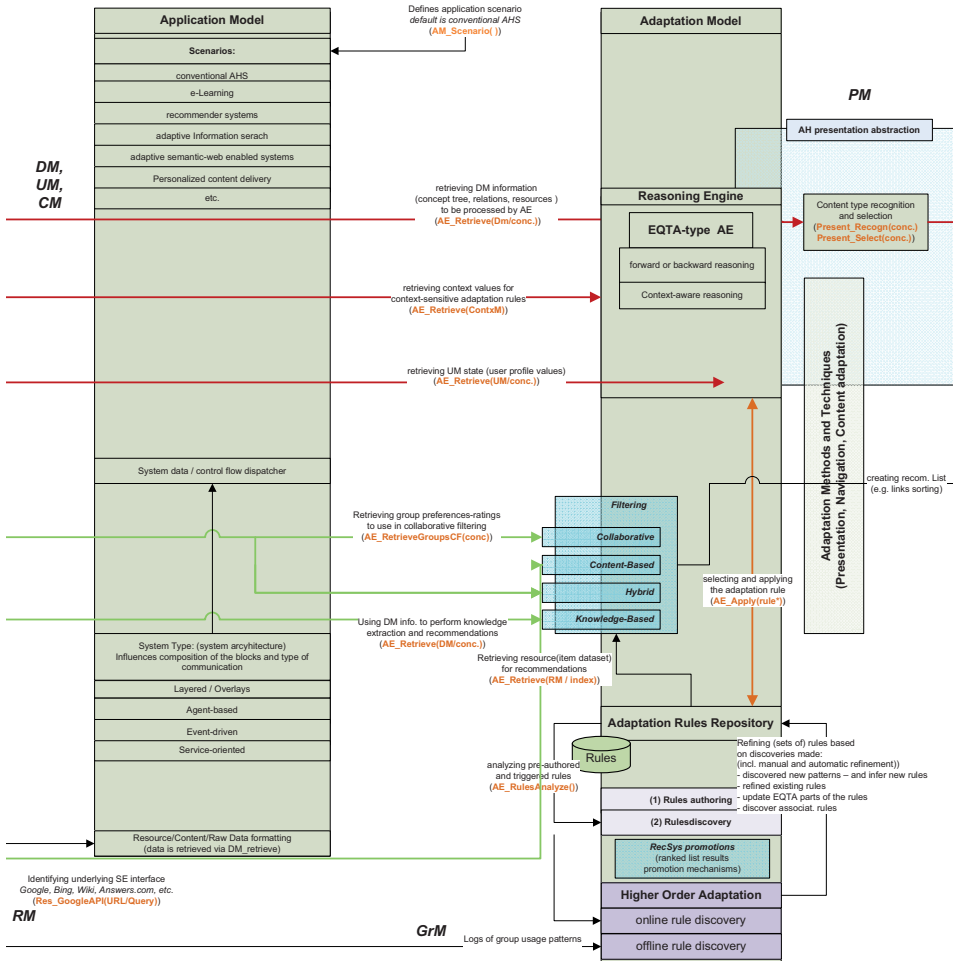 Application Model
Scenarios:
conventional AHS
e-Learning
recommender systems
adaptive Information serach
adaptive semantic-web enabled systems
Personalized content delivery
etc.
DM,
UM,
CM
Defines application scenario
default is conventional AHS
(AM_Scenario( ))
Adaptation Model
PM
AH presentation abstraction
retrieving DM information
(concept tree, relations, resources )
to be processed by AE
(AE_Retrieve(Dm/conc.)
Reasoning Engine
EQTA-type AE
forward or backward reasoning
Context-aware reasoning
Content type recognition
and selection
(Present_Recogn(conc.)
Present_Select(conc.))
retrieving context values for
context-sensitive adaptation rules
(AE_Retrieve(ContxM))
retrieving UM state (user profile values)
(AE_Retrieve(UM/conc.))
Adaptation Methods and Techniques
(Presentation, Navigation, Content adaptation)
System data / control flow dispatcher
creating recom. List
(e.g. links sorting)
Retrieving group preferences-ratings
to use in collaborative filtering
(AE_RetrieveGroupsCF(conc))
Filtering
Collaborative
Content-Based
Hybrid
Knowledge-Based
selecting and applying
the adaptation rule
(AE_Apply(rule*))
Using DM info. to perform knowledge
extraction and recommendations
(AE_Retrieve(DM/conc.))
System Type: (system arcyhitecture)
Influences composition of the blocks and type of
communication
Layered / Overlays
Agent-based
Event-driven
Service-oriented
Retrieving resource(item dataset)
for recommendations
(AE_Retrieve(RM / index))
Adaptation Rules Repository
Rules
analyzing pre-authored
and triggered rules
(AE_RulesAnalyze())
Refining (sets of) rules based
on discoveries made:
(incl. manual and automatic refinement))
- discovered new patterns – and infer new rules
- refined existing rules
- update EQTA parts of the rules
- discover associat. rules
(1) Rules authoring
(2) Rulesdiscovery
Resource/Content/Raw Data formatting
(data is retrieved via DM_retrieve)
RecSys promotions
(ranked list results
promotion mechanisms)
Identifying underlying SE interface
Google, Bing, Wiki, Answers.com, etc.
(Res_GoogleAPI(URL/Query))
RM
Higher Order Adaptation
online rule discovery
offline rule discovery
GrM
Logs of group usage patterns